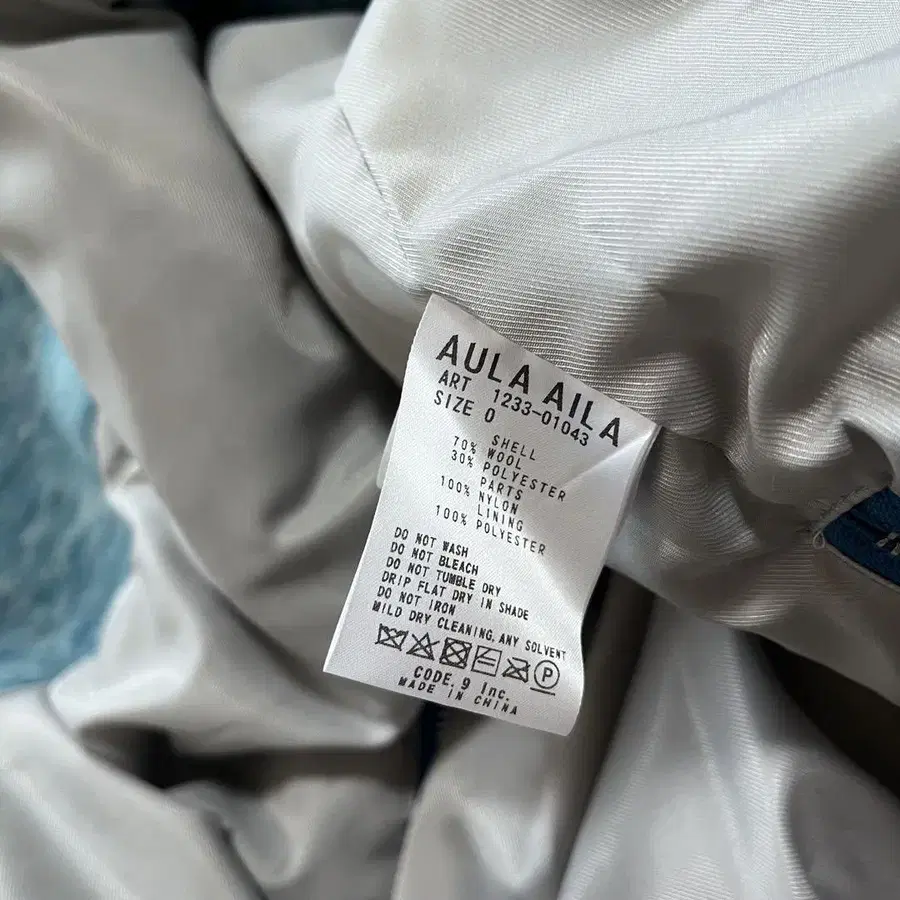 AULA AILA
ART 1233-01043
SIZE 0
SHELL
70% WOOL
30% POLYESTER
PARTS
100% NYLON
LINING
100% POLYESTER
DO NOT WASH
DO NOT BLEACH
DO NOT TUMBLE DRY
DRIP FLAT DRY IN SHADE
DO NOT IRON
MILD DRY CLEANING, ANY SOLVENT
P
CODE.9 Inc.
MADE IN CHINA